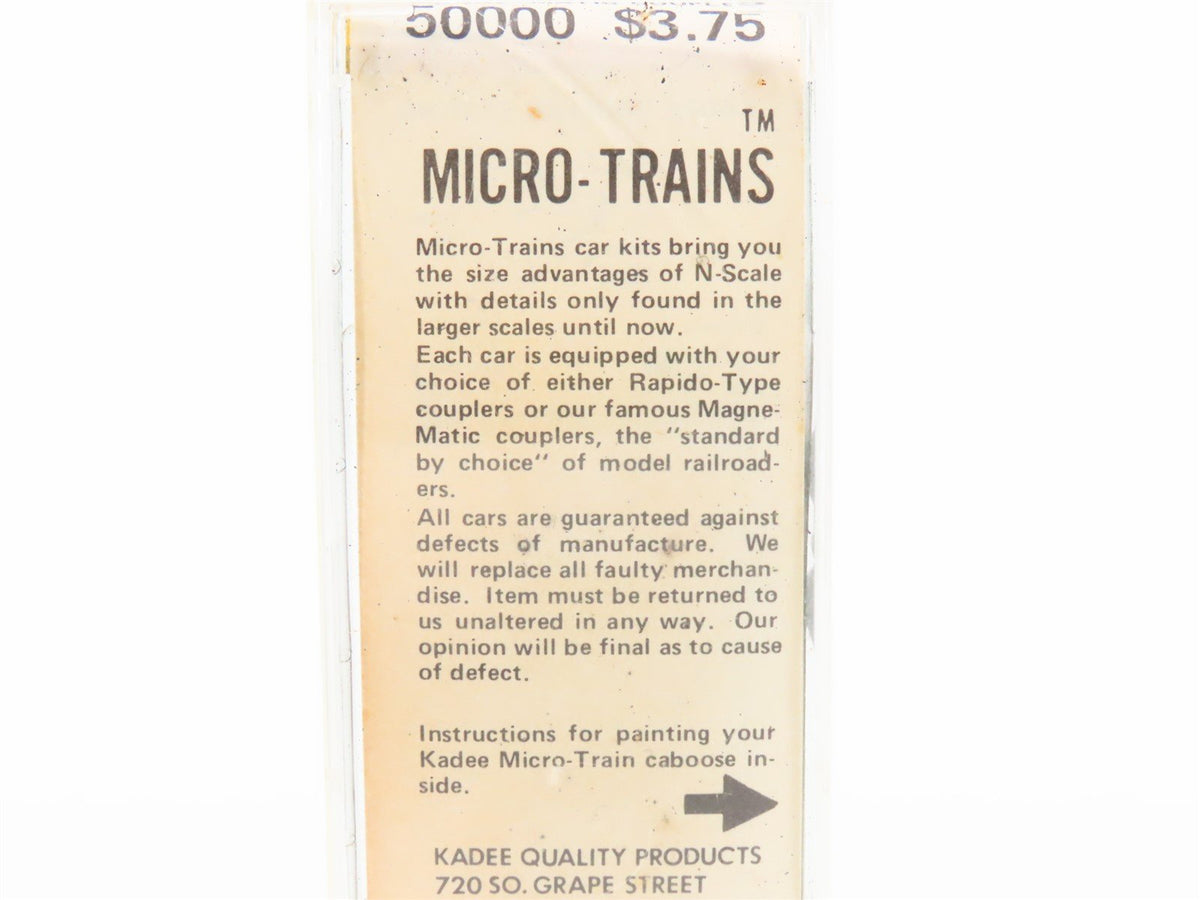 50000 $3.75
TM
MICRO-TRAINS
Micro-Trains car kits bring you
the size advantages of N-Scale
with details only found in the
larger scales until now.
Each car is equipped with your
choice of either Rapido-Type
couplers or our famous Magne-
Matic couplers, the "standard
by choice" of model railroad-
ers.
All cars are guaranteed against
defects of manufacture. We
will replace all faulty merchan-
dise. Item must be returned to
us unaltered in any way. Our
opinion will be final as to cause
of defect.
Instructions for painting your
Kadee Micro-Train caboose in-
side.
KADEE QUALITY PRODUCTS
720 SO. GRAPE STREET